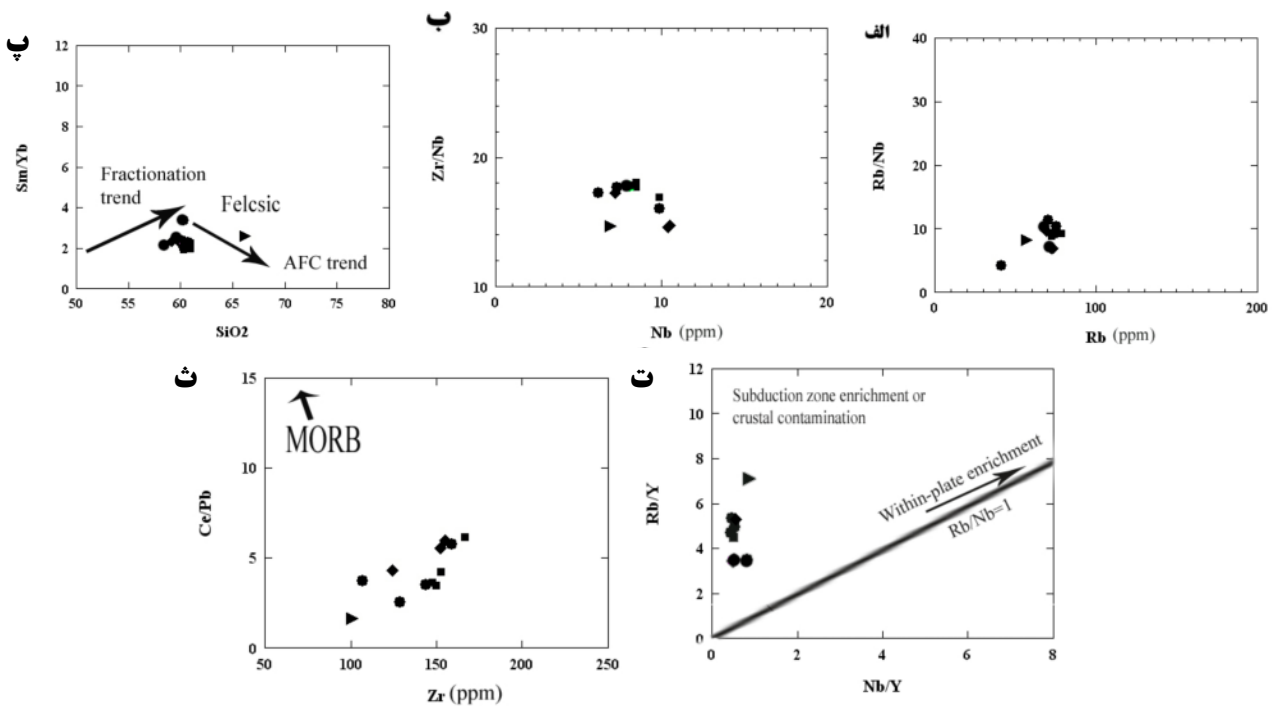 پ
12
10
8
6
4
2
0
Sm/Yb
Fractionation
trend
Felcsic
AFC trend
50
60
70
80
SiO2
ب
30
20
10
Zr/Nb
0
10
20
Nb (ppm)
الف
40
30
20
10
0
Rb/Nb
0
100
200
Rb (ppm)
ث
15
10
5
0
Ce/Pb
MORB
50
100
150
200
250
Zr (ppm)
ت
12
10
8
6
4
2
0
Rb/Y
Subduction zone enrichment or
crustal contamination
Within-plate enrichment
Rb/Nb=1
0
2
4
6
8
Nb/Y